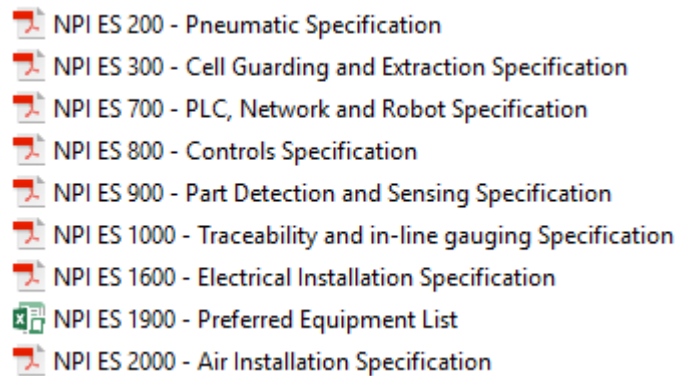 NPI ES 200 - Pneumatic Specification
NPI ES 300 - Cell Guarding and Extraction Specification
NPI ES 700 - PLC, Network and Robot Specification
NPI ES 800 - Controls Specification
NPI ES 900 - Part Detection and Sensing Specification
NPI ES 1000 - Traceability and in-line gauging Specification
NPI ES 1600 - Electrical Installation Specification
NPI ES 1900 - Preferred Equipment List
NPI ES 2000 - Air Installation Specification